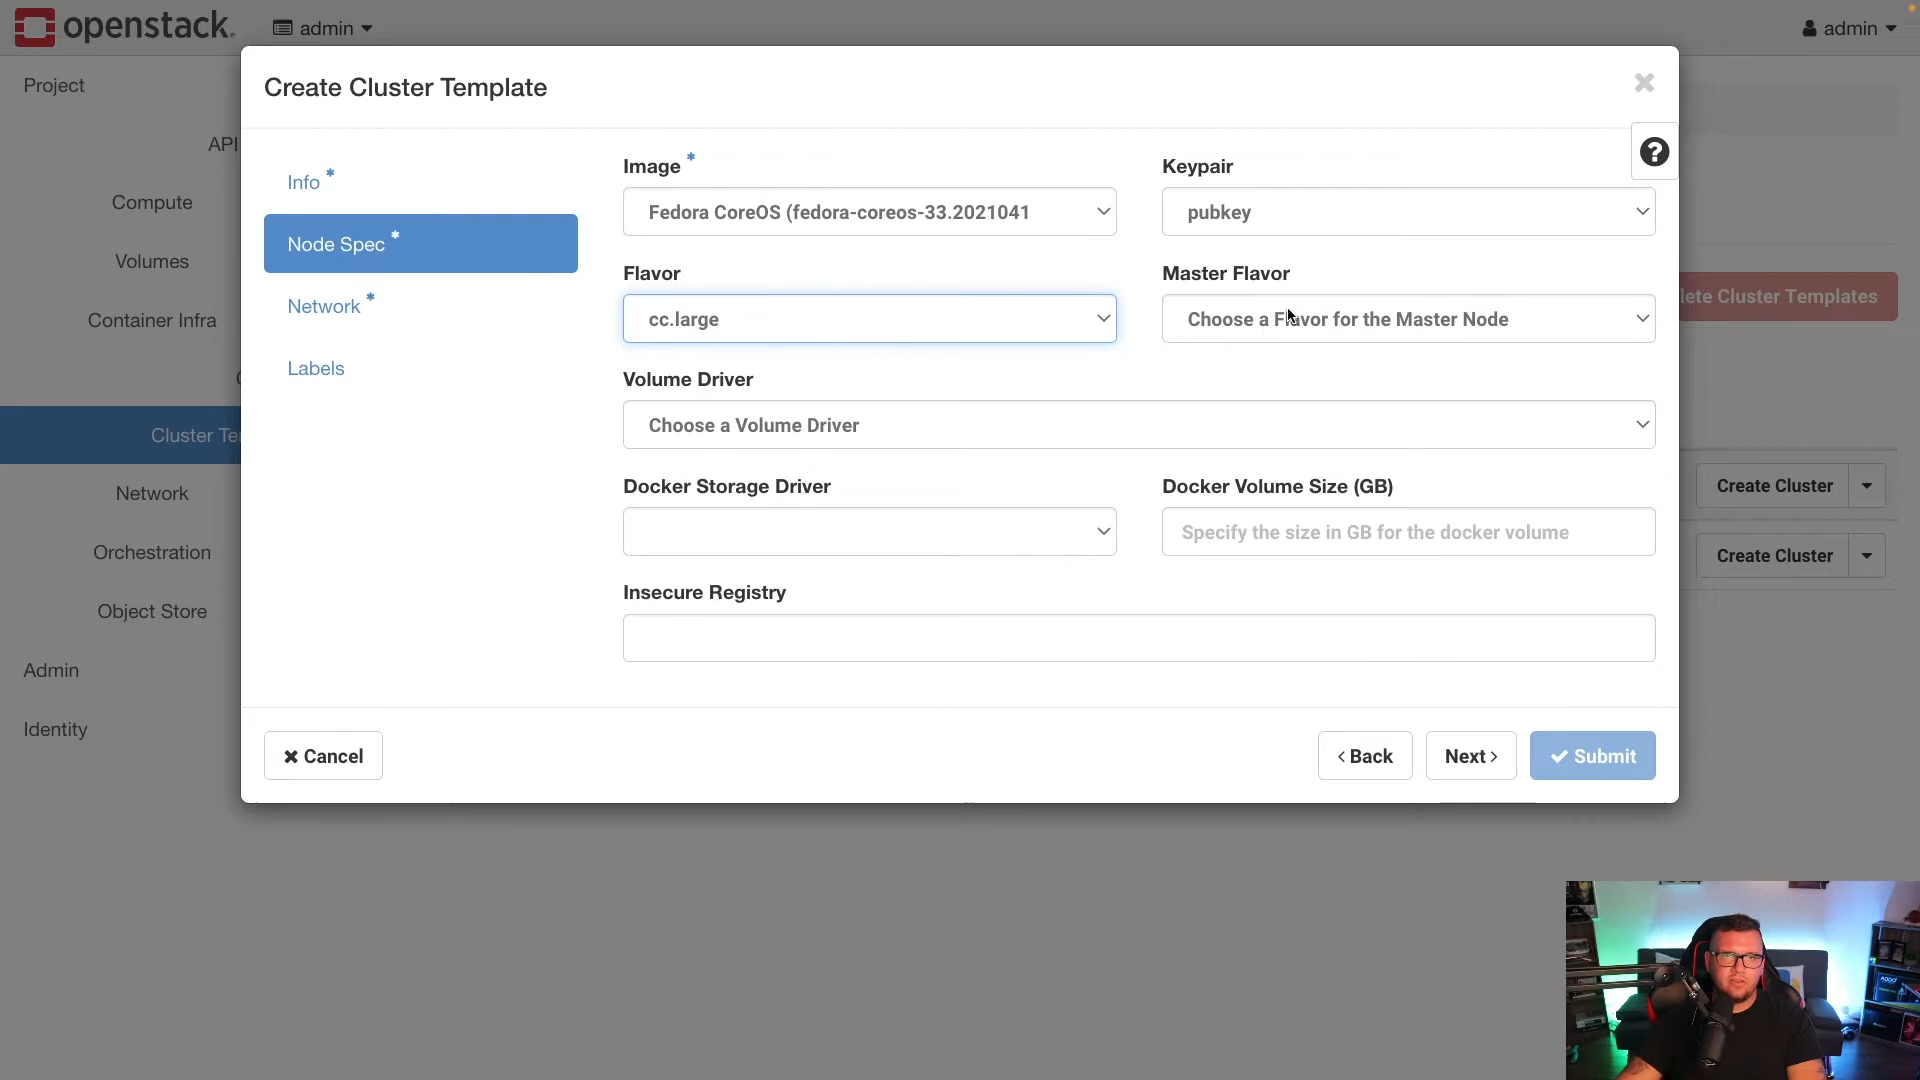 openstack.
admin
admin
Project
API
Compute
Volumes
Container Infra
C
Cluster Te
Network
Orchestration
Object Store
Admin
Identity
Create Cluster Template
Info *
Node Spec *
Network *
Labels
Image *
Fedora CoreOS (fedora-coreos-33.2021041
Keypair
pubkey
Flavor
cc.large
Master Flavor
Choose a Flavor for the Master Node
Volume Driver
Choose a Volume Driver
Docker Storage Driver
Docker Volume Size (GB)
Specify the size in GB for the docker volume
Insecure Registry
Cancel
Back
Next
Submit
lete Cluster Templates
Create Cluster
Create Cluster